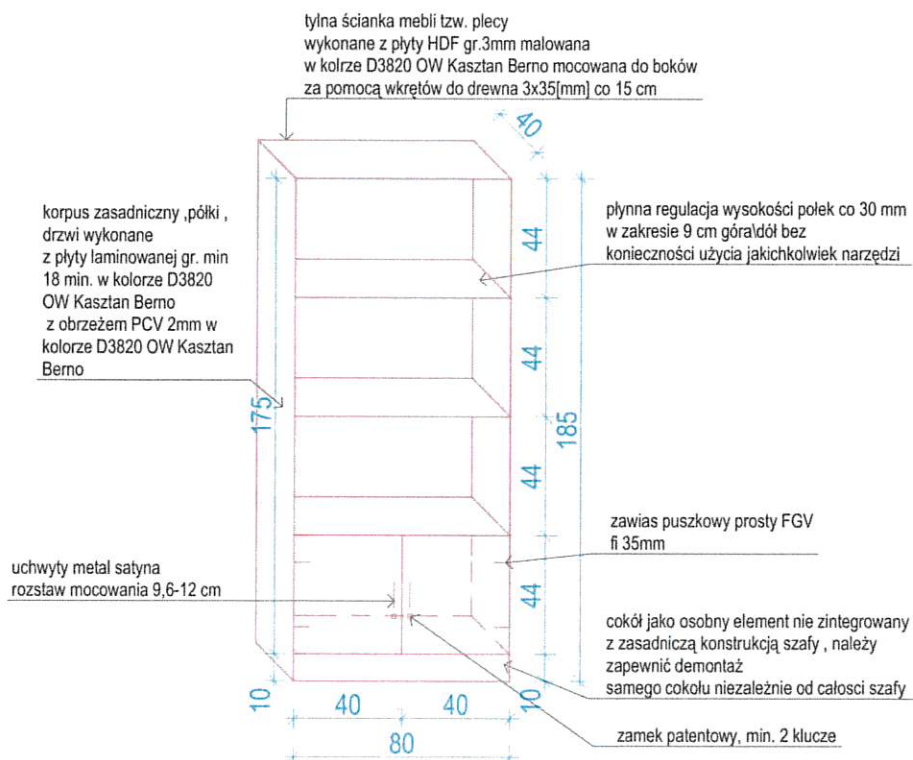 tylna ścianka mebli tzw. plecy
wykonane z płyty HDF gr.3mm malowana
w kolrze D3820 OW Kasztan Berno mocowana do boków
za pomocą wkrętów do drewna 3x35[mm] co 15 cm
40
korpus zasadniczy ,półki ,
drzwi wykonane
z płyty laminowanej gr. min
18 min. w kolorze D3820
OW Kasztan Berno
z obrzeżem PCV 2mm w
kolorze D3820 OW Kasztan
Berno
płynna regulacja wysokości połek co 30 mm
w zakresie 9 cm góra\dół bez
konieczności użycia jakichkolwiek narzędzi
44
44
175
185
44
zawias puszkowy prosty FGV
fi 35mm
uchwyty metal satyna
rozstaw mocowania 9,6-12 cm
44
cokół jako osobny element nie zintegrowany
z zasadniczą konstrukcją szafy , należy
zapewnić demontaż
samego cokołu niezależnie od całosci szafy
10
40
40
10
80
zamek patentowy, min. 2 klucze